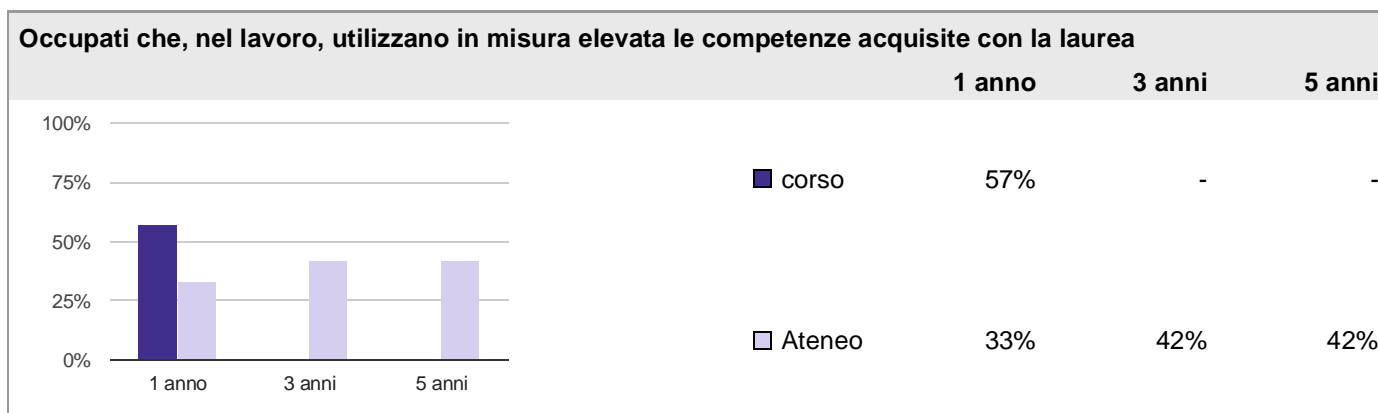 Occupati che, nel lavoro, utilizzano in misura elevata le competenze acquisite con la laurea
1 anno 3 anni 5 anni
100%
75%
50%
25%
0%
1 anno 3 anni 5 anni
corso 57% - -
Ateneo 33% 42% 42%